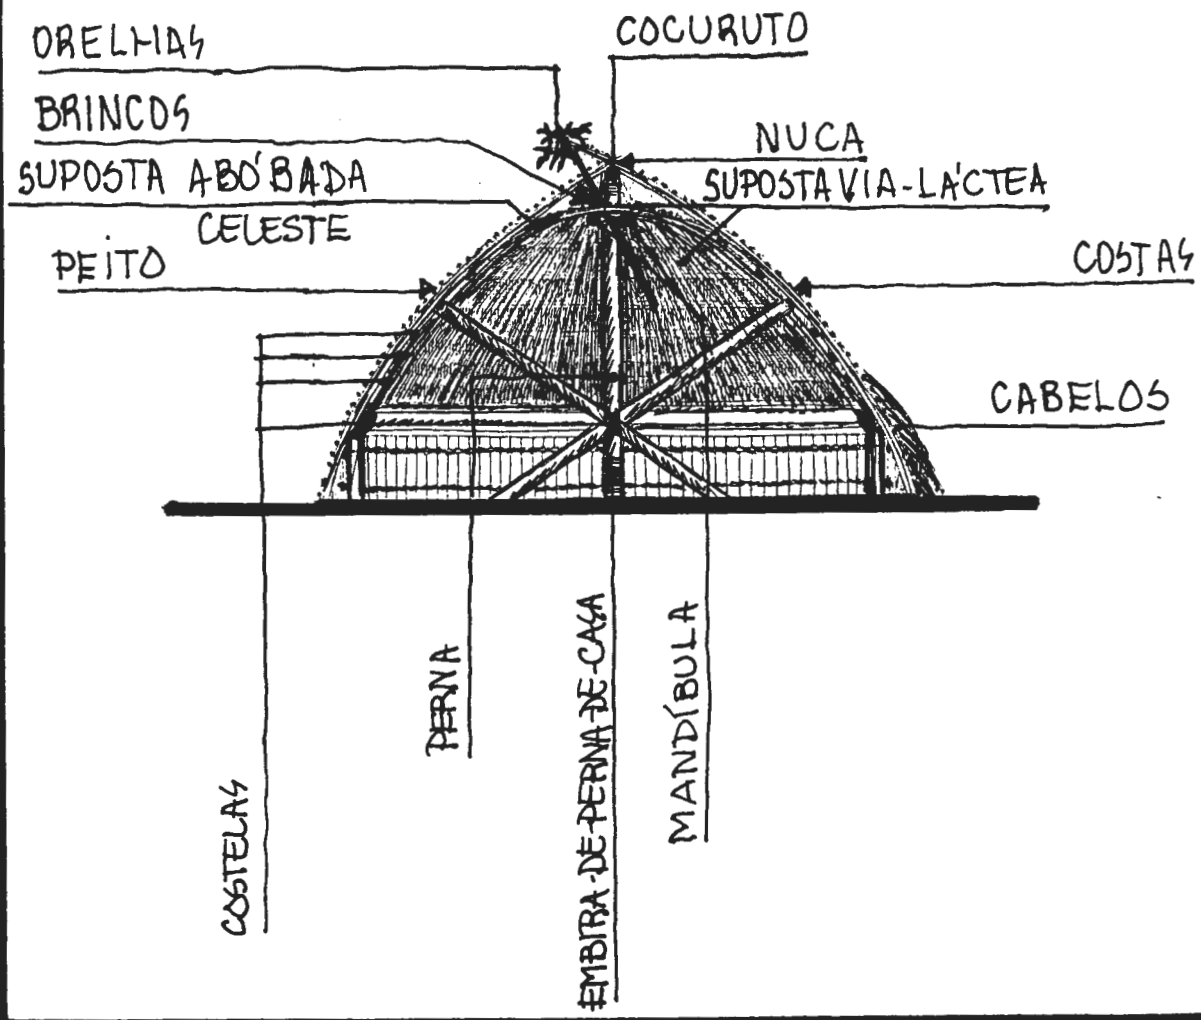 ORELHAS
COCURUTO
BRINCOS
NUCA
SUPOSTA ABÓBADA
CELESTE
SUPOSTA VIA-LÁCTEA
PEITO
COSTAS
CABELOS
PERNA
EMBIRA-DE-PERNA-DE-CASA
MANDÍBULA
COSTELAS